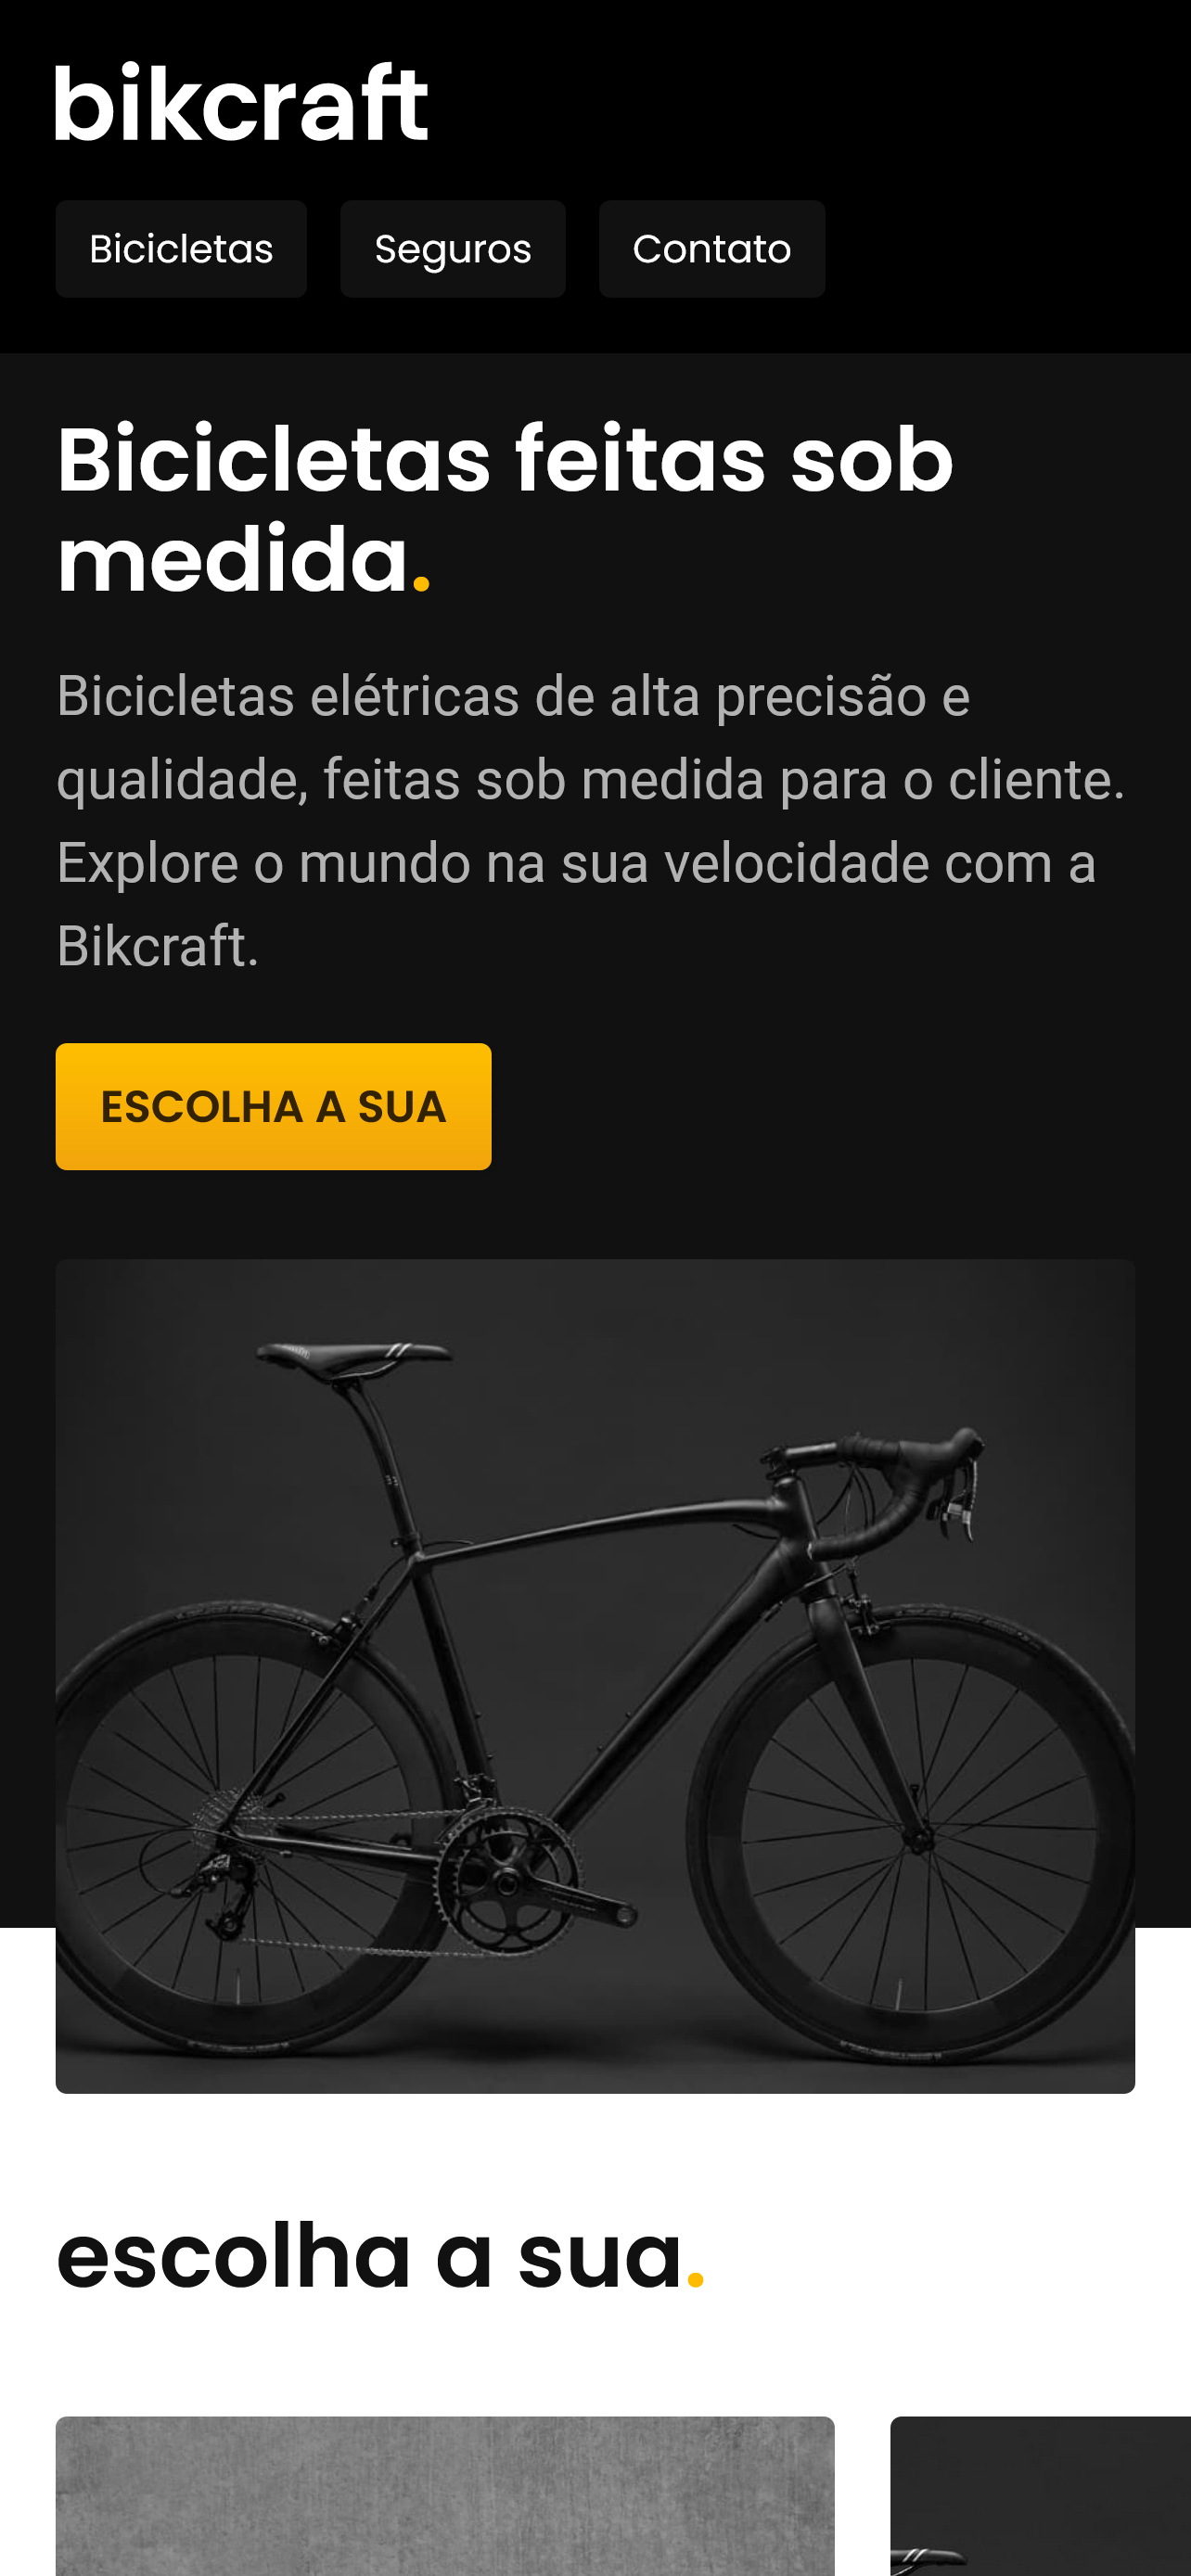 bikcraft
Bicicletas Seguros Contato
Bicicletas feitas sob
medida.
Bicicletas elétricas de alta precisão e
qualidade, feitas sob medida para o cliente.
Explore o mundo na sua velocidade com a
Bikcraft.
ESCOLHA A SUA
escolha a sua.